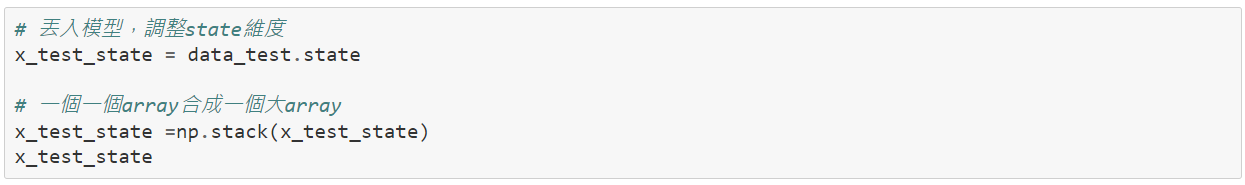 # 丟入模型，調整state維度
x_test_state = data_test.state
# 一個一個array合成一個大array
x_test_state =np.stack(x_test_state)
x_test_state